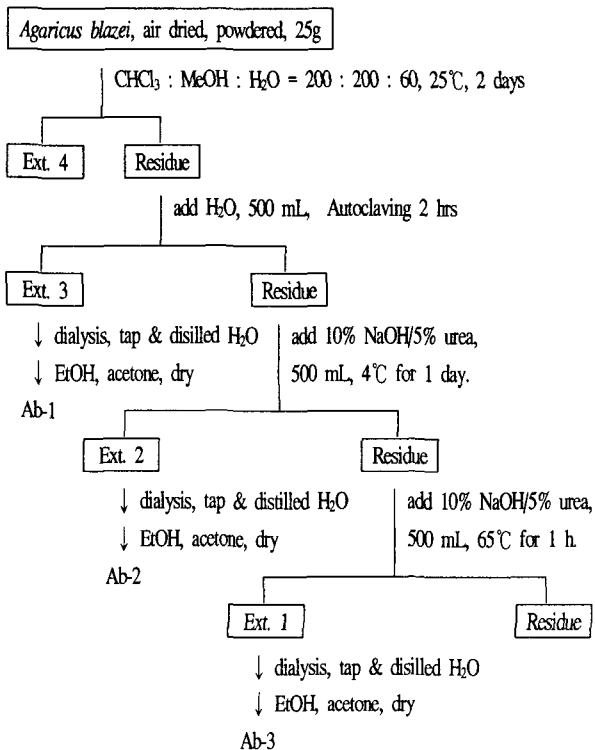 Agaricus blazei, air dried, powdered, 25g
CHCl₃ : MeOH : H₂O = 200 : 200 : 60, 25℃, 2 days
Ext. 4
Residue
add H₂O, 500 mL, Autoclaving 2 hrs
Ext. 3
Residue
↓ dialysis, tap & disilled H₂O
↓ EtOH, acetone, dry
Ab-1
add 10% NaOH/5% urea,
500 mL, 4℃ for 1 day.
Ext. 2
Residue
↓ dialysis, tap & distilled H₂O
↓ EtOH, acetone, dry
Ab-2
add 10% NaOH/5% urea,
500 mL, 65℃ for 1 h.
Ext. 1
Residue
↓ dialysis, tap & disilled H₂O
↓ EtOH, acetone, dry
Ab-3